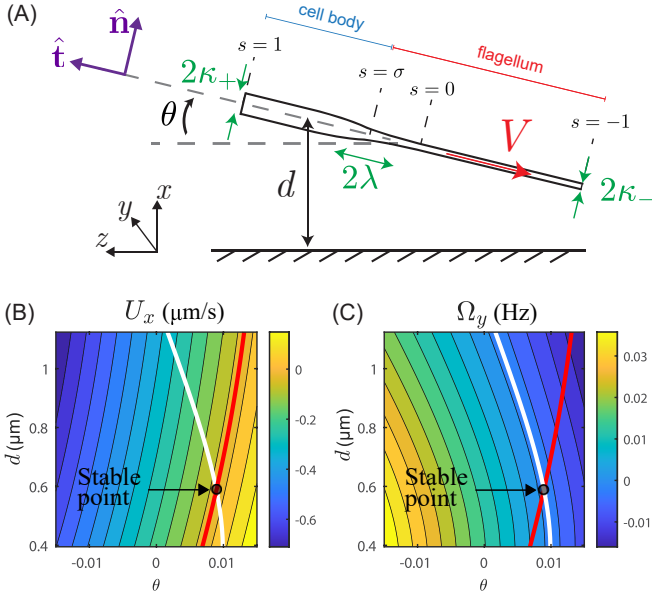 (A)
cell body
flagellum
n̂
t̂
s = 1
2κ₊
θ
s = σ
s = 0
s = −1
V
2λ
d
2κ₋
x
y
z
(B)
U_x (μm/s)
d (μm)
1
0.8
0.6
0.4
Stable
point
-0.01
0
0.01
θ
0
-0.2
-0.4
-0.6
(C)
Ω_y (Hz)
d (μm)
1
0.8
0.6
0.4
Stable
point
-0.01
0
0.01
θ
0.03
0.02
0.01
0
-0.01